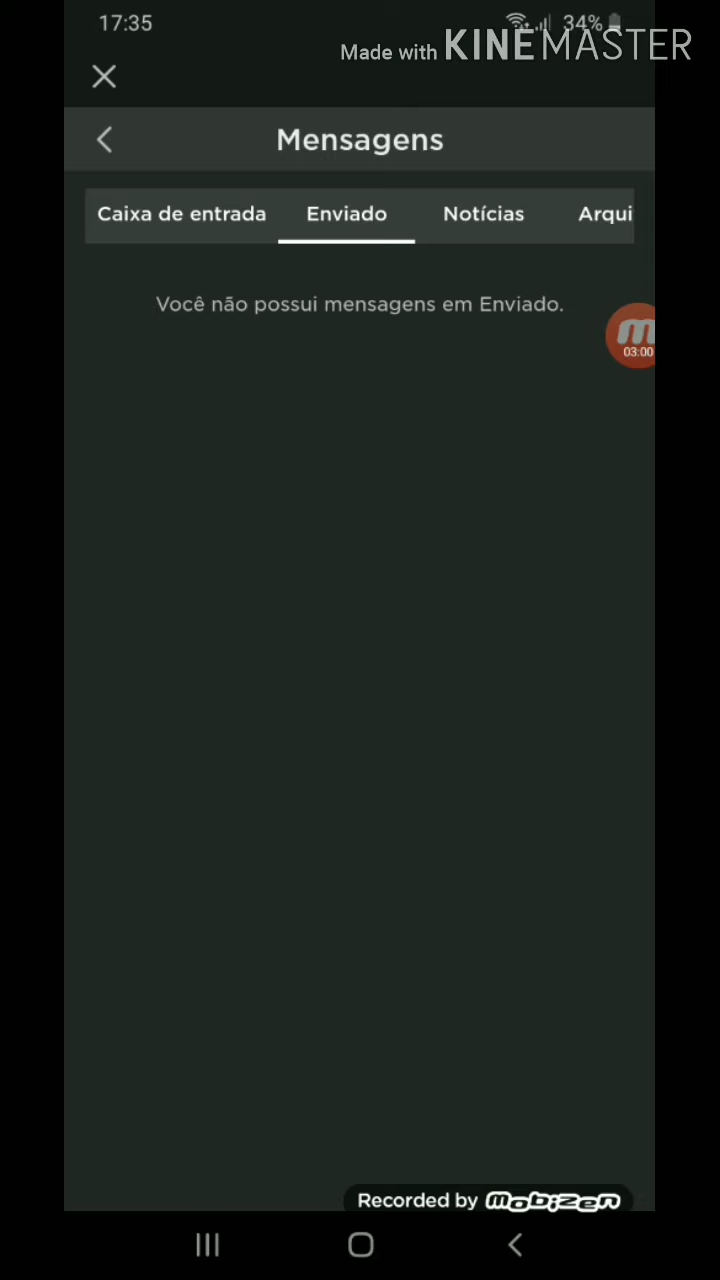 17:35
34%
Made with KINEMASTER
Mensagens
Caixa de entrada Enviado Notícias Arqui
Você não possui mensagens em Enviado.
m
03:00
Recorded by mobizen